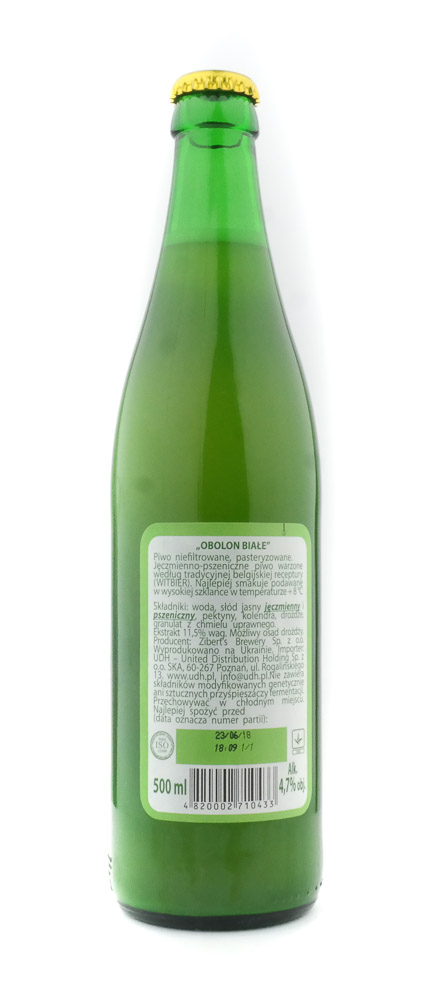 „OBOLON BIAŁE"
Piwo niefiltrowane, pasteryzowane.
Jęczmienno-pszeniczne piwo warzone
według tradycyjnej belgijskiej receptury
(WITBIER). Najlepiej smakuje podawane
w wysokiej szklance w temperaturze +8°C
Składniki: woda, słód jasny jęczmienny i
pszeniczny, pektyny, kolendra, drożdże,
granulat z chmielu uprawnego.
Ekstrakt 11,5% wag. Możliwy osad drożdży.
Producent: Zibert's Brewery Sp. z o.o.
Wyprodukowano na Ukrainie. Importer:
UDH – United Distribution Holding Sp. z
o.o. SKA, 60-267 Poznań, ul. Rogalińskiego
13. www.udh.pl, info@udh.pl.Nie zawiera
składników modyfikowanych genetycznie
ani sztucznych przyśpieszaczy fermentacji.
Przechowywać w chłodnym miejscu.
Najlepiej spożyć przed
(data oznacza numer partii):
23/06/18
18:09 1/1
ISO
500 ml
Alk.
4,7% obj.
4 820002 710433